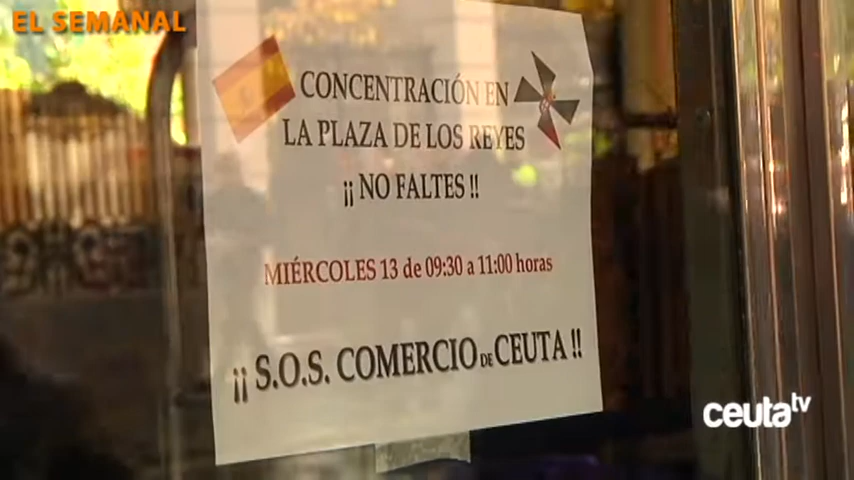 EL SEMANAL
CONCENTRACIÓN EN
LA PLAZA DE LOS REYES
¡¡ NO FALTES !!
MIÉRCOLES 13 de 09:30 a 11:00 horas
¡¡ S.O.S. COMERCIO DE CEUTA !!
ceuta tv